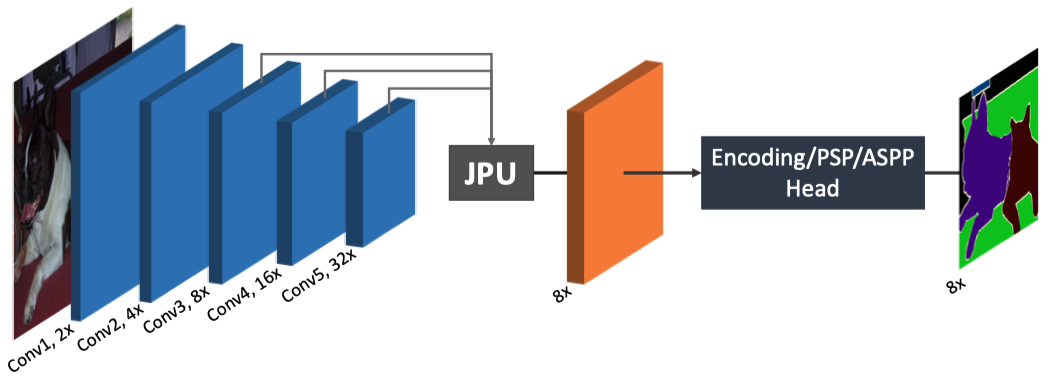 Conv1, 2x
Conv2, 4x
Conv3, 8x
Conv4, 16x
Conv5, 32x
JPU
8x
Encoding/PSP/ASPP
Head
8x